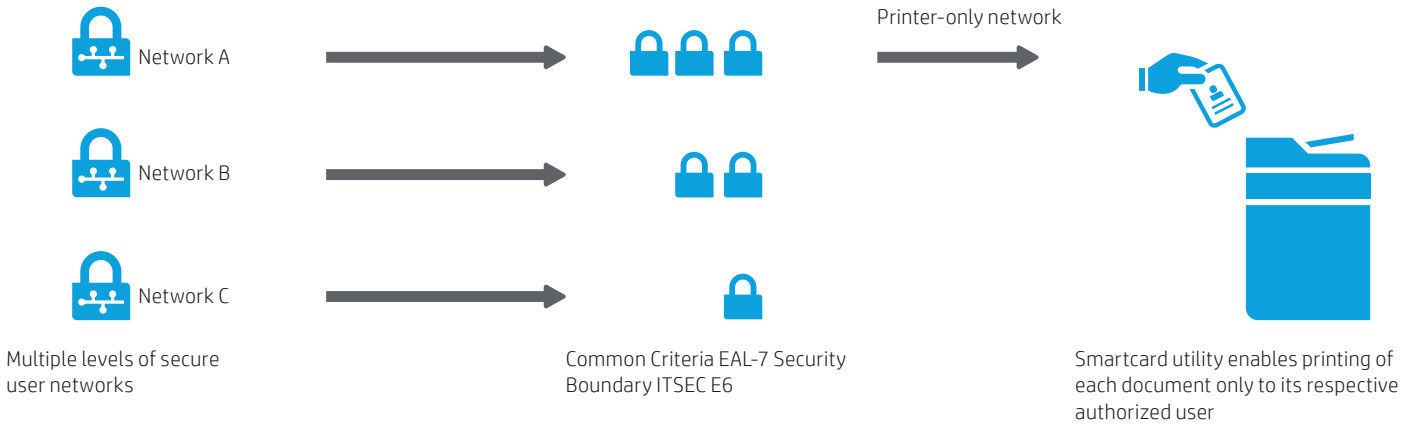 Printer-only network
Network A
Network B
Network C
Multiple levels of secure
user networks
Common Criteria EAL-7 Security
Boundary ITSEC E6
Smartcard utility enables printing of
each document only to its respective
authorized user